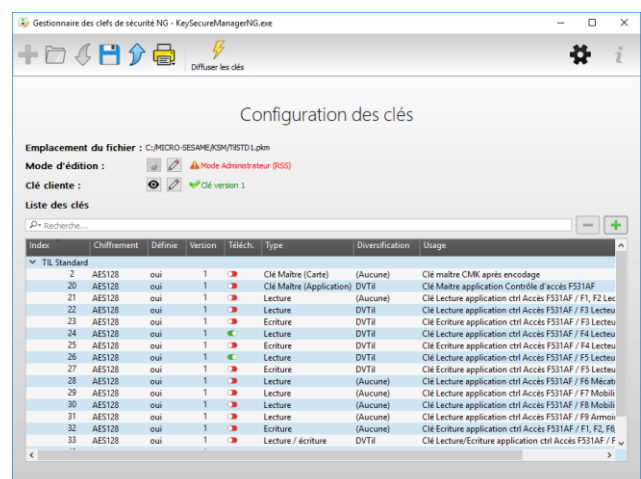 Gestionnaire des clefs de sécurité NG - KeySecureManagerNG.exe
Diffuser les clés
Configuration des clés
Emplacement du fichier : C:/MICRO-SESAME/KSM/TilSTD1.pkm
Mode d'édition : Mode Administrateur (RSS)
Clé cliente : Clé version 1
Liste des clés
Recherche...
Index Chiffrement Définie Version Téléch. Type Diversification Usage
TIL Standard
2 AES128 oui 1 Clé Maître (Carte) (Aucune) Clé maître CMK après encodage
20 AES128 oui 1 Clé Maître (Application) DVTil Clé Maitre application Contrôle d'accès F531AF
21 AES128 oui 1 Lecture (Aucune) Clé Lecture application ctrl Accès F531AF / F1, F2 Lec
22 AES128 oui 1 Lecture DVTil Clé Lecture application ctrl Accès F531AF / F3 Lecteu
23 AES128 oui 1 Ecriture DVTil Clé Ecriture application ctrl Accès F531AF / F3 Lecteu
24 AES128 oui 1 Lecture DVTil Clé Lecture application ctrl Accès F531AF / F4 Lecteu
25 AES128 oui 1 Ecriture DVTil Clé Ecriture application ctrl Accès F531AF / F4 Lecteu
26 AES128 oui 1 Lecture DVTil Clé Lecture application ctrl Accès F531AF / F5 Lecteu
27 AES128 oui 1 Ecriture DVTil Clé Ecriture application ctrl Accès F531AF / F5 Lecteu
28 AES128 oui 1 Lecture (Aucune) Clé Lecture application ctrl Accès F531AF / F6 Mécat
29 AES128 oui 1 Lecture (Aucune) Clé Lecture application ctrl Accès F531AF / F7 Mobili
30 AES128 oui 1 Lecture (Aucune) Clé Lecture application ctrl Accès F531AF / F8 Mobili
31 AES128 oui 1 Lecture (Aucune) Clé Lecture application ctrl Accès F531AF / F9 Armoi
32 AES128 oui 1 Ecriture (Aucune) Clé Ecriture application ctrl Accès F531AF / F1, F2, F6,
33 AES128 oui 1 Lecture / écriture DVTil Clé Lecture/Ecriture application ctrl Accès F531AF / F